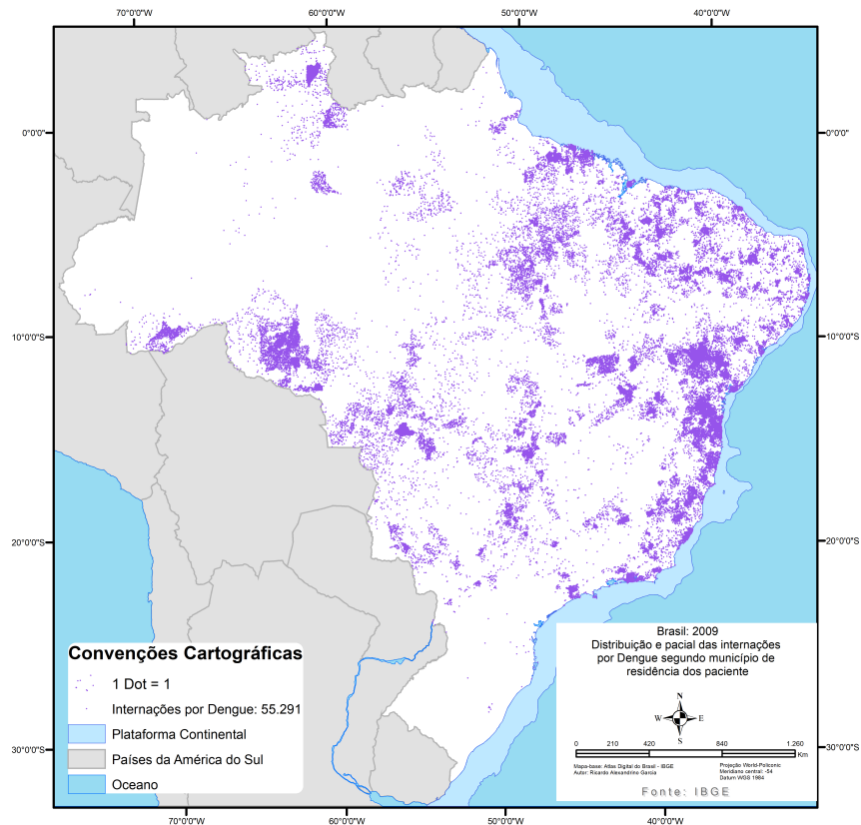 70°0'0"W 60°0'0"W 50°0'0"W 40°0'0"W
0°0'0" 0°0'0"
10°0'0"S 10°0'0"S
20°0'0"S 20°0'0"S
30°0'0"S 30°0'0"S
Convenções Cartográficas
1 Dot = 1
Internações por Dengue: 55.291
Plataforma Continental
Países da América do Sul
Oceano
Brasil: 2009
Distribuição e pacial das internações
por Dengue segundo município de
residência dos paciente
N
W E
S
0 210 420 840 1.260
Km
Mapa-base: Atlas Digital do Brasil - IBGE
Autor: Ricardo Alexandrino Garcia
Projeção World-Policonic
Meridiano central: -54
Datum WGS 1984
Fonte: IBGE
70°0'0"W 60°0'0"W 50°0'0"W 40°0'0"W